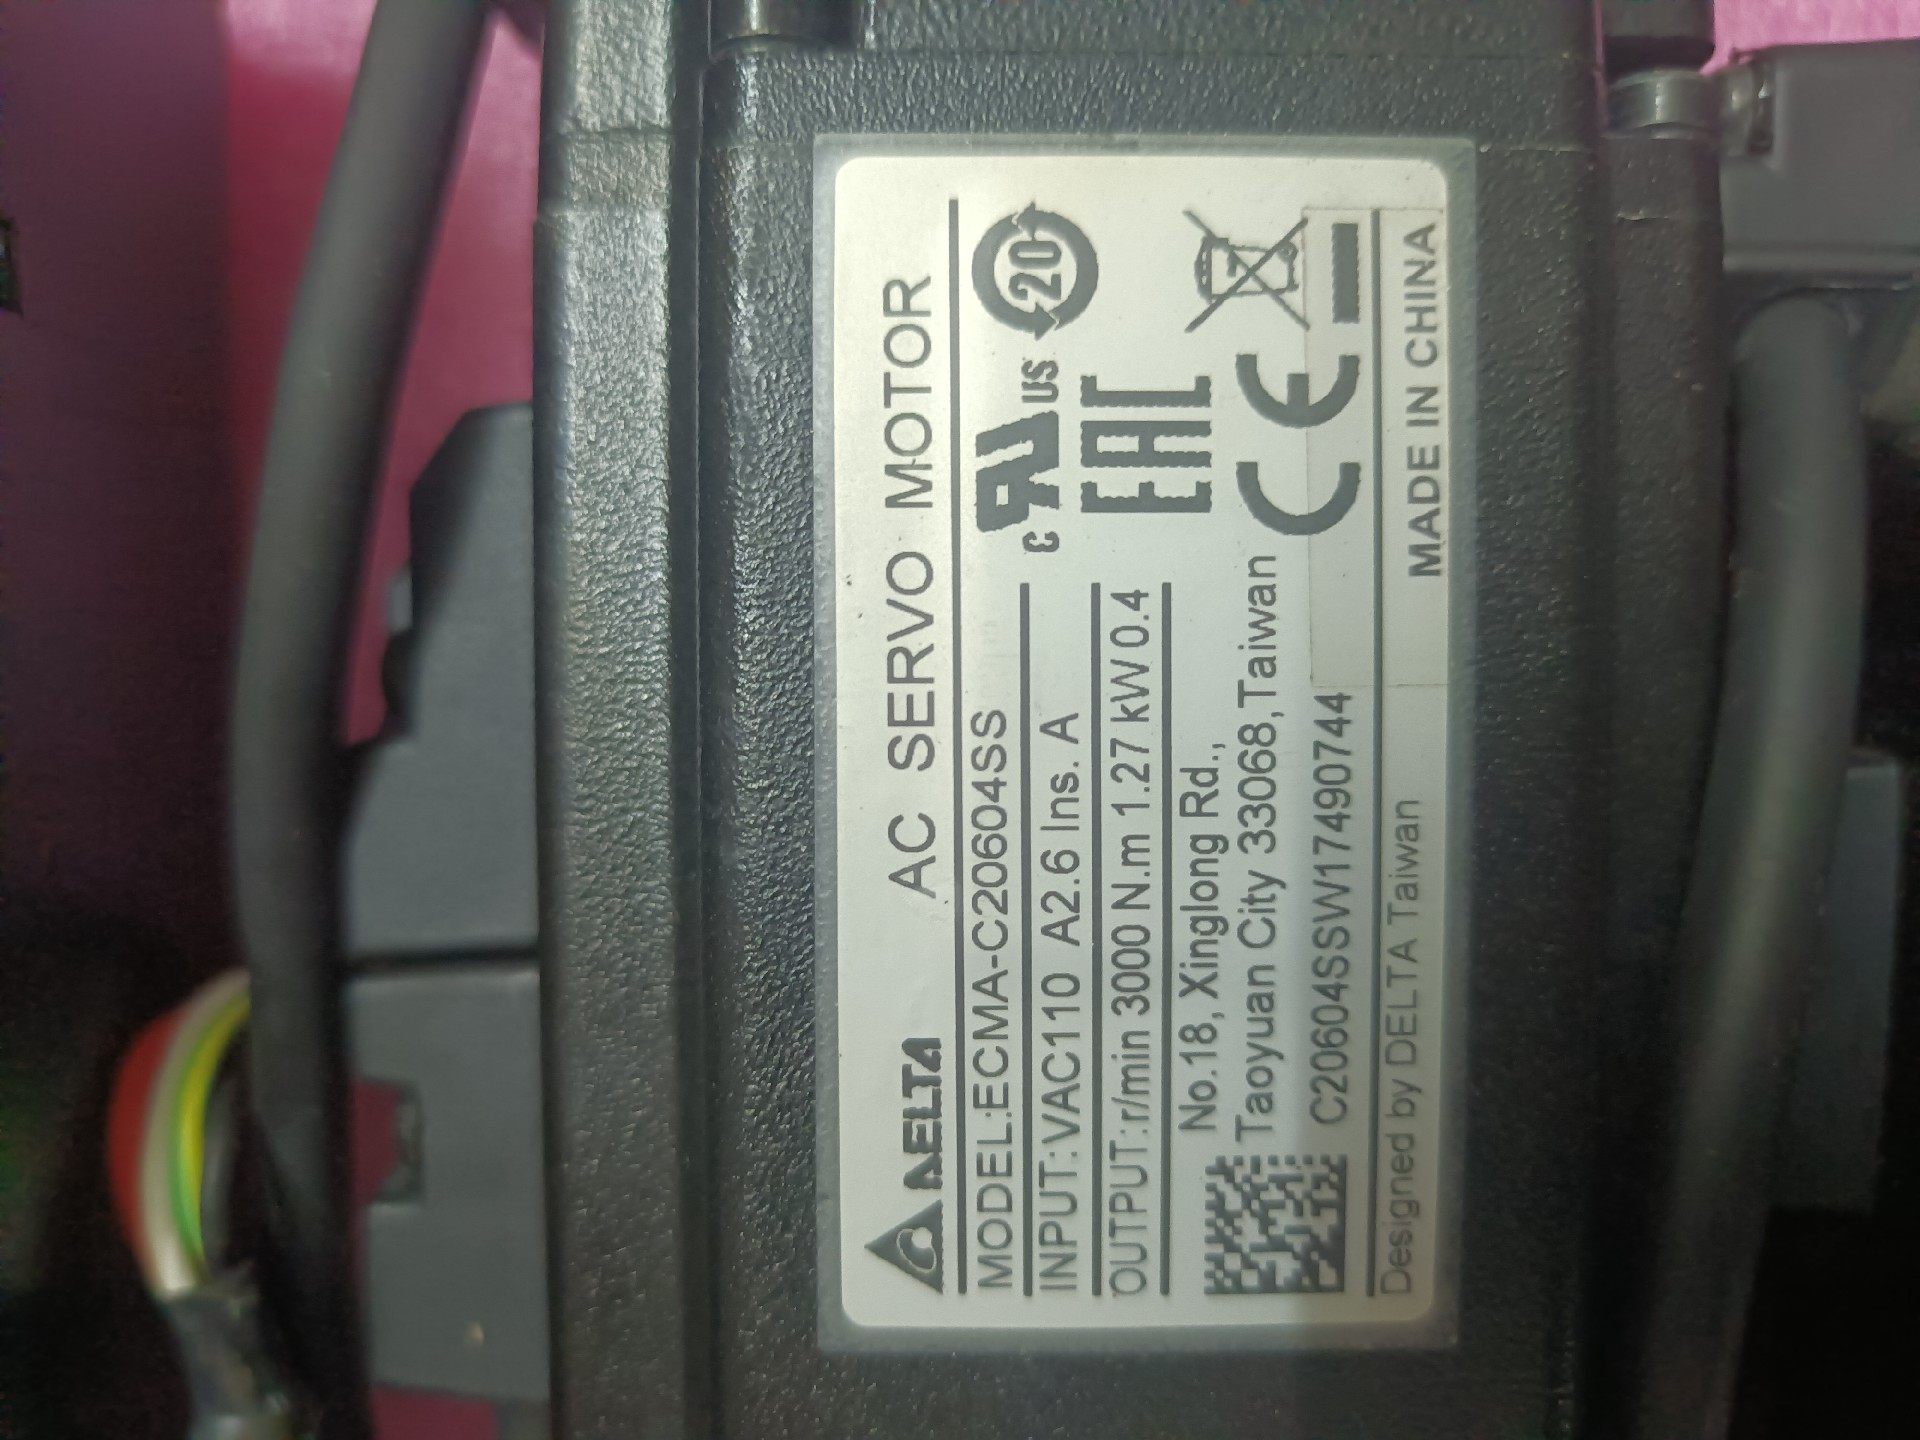 DELTA AC SERVO MOTOR
MODEL:ECMA-C20604SS
INPUT:VAC110 A2.6 Ins. A
OUTPUT:r/min 3000 N.m 1.27 kW 0.4
c RU US 20
EAC
CE
No.18, Xinglong Rd.,
Taoyuan City 33068,Taiwan
C20604SSW17490744
Designed by DELTA Taiwan MADE IN CHINA